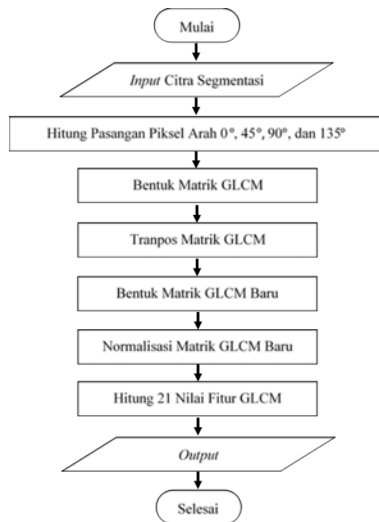 Mulai
Input Citra Segmentasi
Hitung Pasangan Piksel Arah 0°, 45°, 90°, dan 135°
Bentuk Matrik GLCM
Tranpos Matrik GLCM
Bentuk Matrik GLCM Baru
Normalisasi Matrik GLCM Baru
Hitung 21 Nilai Fitur GLCM
Output
Selesai